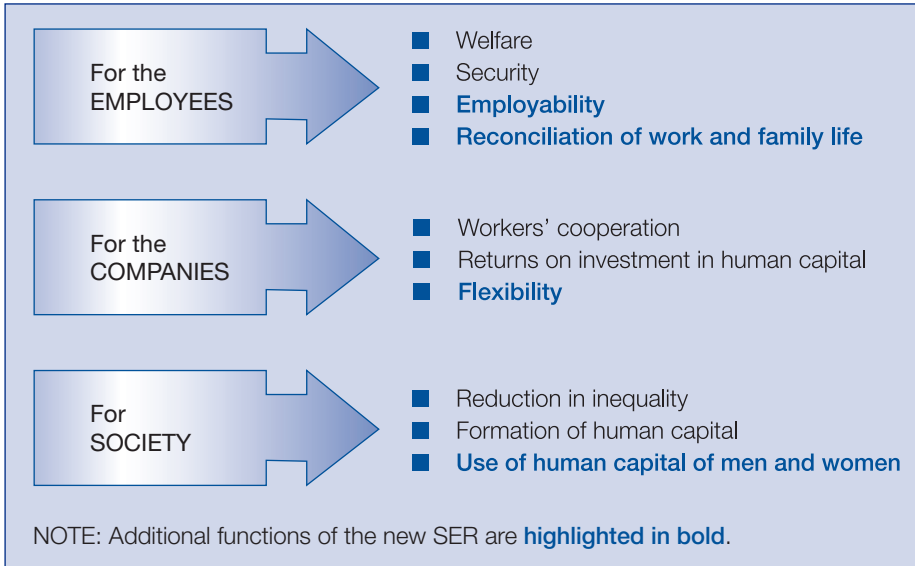 For the
EMPLOYEES
Welfare
Security
Employability
Reconciliation of work and family life
For the
COMPANIES
Workers’ cooperation
Returns on investment in human capital
Flexibility
For
SOCIETY
Reduction in inequality
Formation of human capital
Use of human capital of men and women
NOTE: Additional functions of the new SER are highlighted in bold.